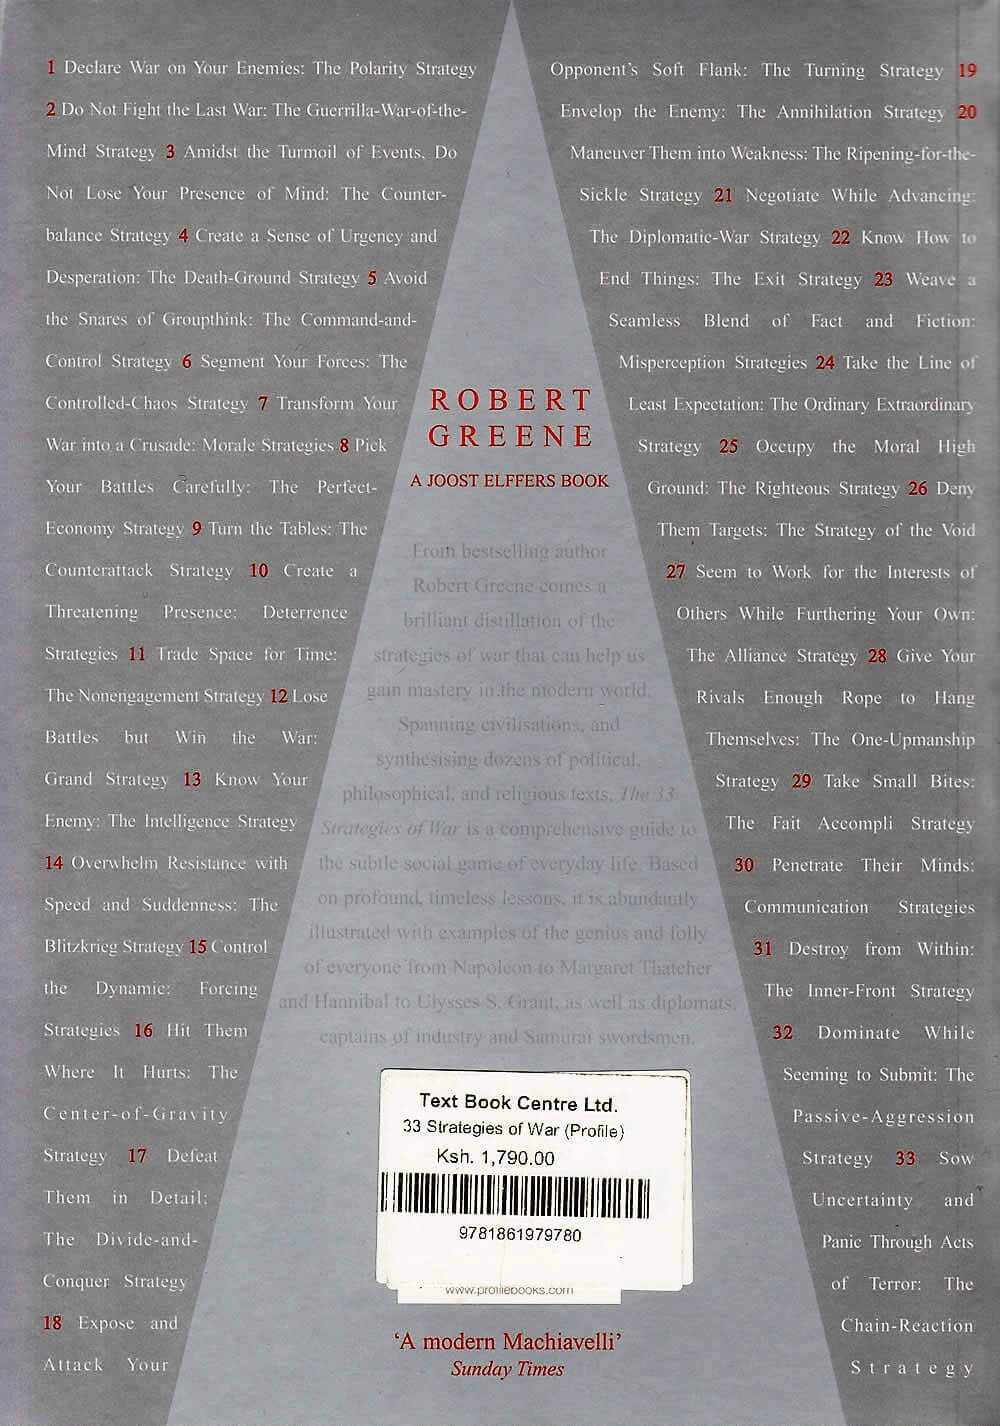 1 Declare War on Your Enemies: The Polarity Strategy
2 Do Not Fight the Last War: The Guerrilla-War-of-the-
Mind Strategy 3 Amidst the Turmoil of Events, Do
Not Lose Your Presence of Mind: The Counter-
balance Strategy 4 Create a Sense of Urgency and
Desperation: The Death-Ground Strategy 5 Avoid
the Snares of Groupthink: The Command-and-
Control Strategy 6 Segment Your Forces: The
Controlled-Chaos Strategy 7 Transform Your
War into a Crusade: Morale Strategies 8 Pick
Your Battles Carefully: The Perfect-
Economy Strategy 9 Turn the Tables: The
Counterattack Strategy 10 Create a
Threatening Presence: Deterrence
Strategies 11 Trade Space for Time:
The Nonengagement Strategy 12 Lose
Battles but Win the War:
Grand Strategy 13 Know Your
Enemy: The Intelligence Strategy
14 Overwhelm Resistance with
Speed and Suddenness: The
Blitzkrieg Strategy 15 Control
the Dynamic: Forcing
Strategies 16 Hit Them
Where It Hurts: The
Center-of-Gravity
Strategy 17 Defeat
Them in Detail:
The Divide-and-
Conquer Strategy
18 Expose and
Attack Your
Opponent's Soft Flank: The Turning Strategy 19
Envelop the Enemy: The Annihilation Strategy 20
Maneuver Them into Weakness: The Ripening-for-the-
Sickle Strategy 21 Negotiate While Advancing:
The Diplomatic-War Strategy 22 Know How to
End Things: The Exit Strategy 23 Weave a
Seamless Blend of Fact and Fiction:
Misperception Strategies 24 Take the Line of
Least Expectation: The Ordinary Extraordinary
Strategy 25 Occupy the Moral High
Ground: The Righteous Strategy 26 Deny
Them Targets: The Strategy of the Void
27 Seem to Work for the Interests of
Others While Furthering Your Own:
The Alliance Strategy 28 Give Your
Rivals Enough Rope to Hang
Themselves: The One-Upmanship
Strategy 29 Take Small Bites:
The Fait Accompli Strategy
30 Penetrate Their Minds:
Communication Strategies
31 Destroy from Within:
The Inner-Front Strategy
32 Dominate While
Seeming to Submit: The
Passive-Aggression
Strategy 33 Sow
Uncertainty and
Panic Through Acts
of Terror: The
Chain-Reaction
Strategy
ROBERT
GREENE
A JOOST ELFFERS BOOK
From bestselling author
Robert Greene comes a
brilliant distillation of the
strategies of war that can help us
gain mastery in the modern world.
Spanning civilisations, and
synthesising dozens of political,
philosophical, and religious texts, The 33
Strategies of War is a comprehensive guide to
the subtle social game of everyday life. Based
on profound, timeless lessons, it is abundantly
illustrated with examples of the genius and folly
of everyone from Napoleon to Margaret Thatcher
and Hannibal to Ulysses S. Grant, as well as diplomats,
captains of industry and Samurai swordsmen.
Text Book Centre Ltd.
33 Strategies of War (Profile)
Ksh. 1,790.00
9781861979780
www.profilebooks.com
'A modern Machiavelli'
Sunday Times